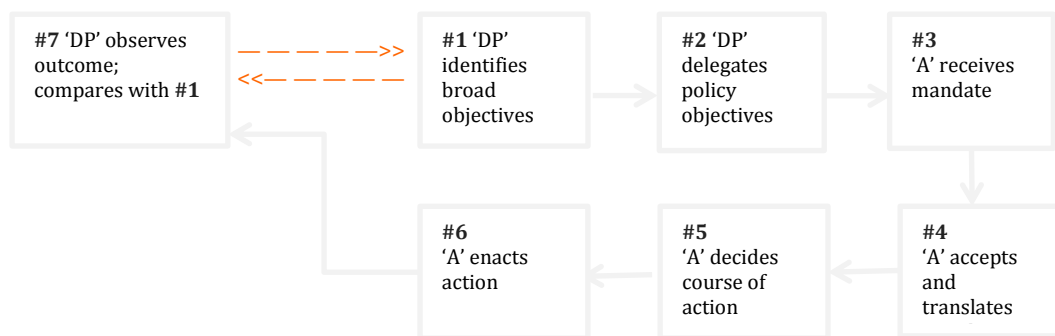 #7 ‘DP’ observes
outcome;
compares with #1
— — — — — >>
<<— — — — —
#1 ‘DP’
identifies
broad
objectives
#2 ‘DP’
delegates
policy
objectives
#3
‘A’ receives
mandate
#4
‘A’ accepts
and
translates
#5
‘A’ decides
course of
action
#6
‘A’ enacts
action